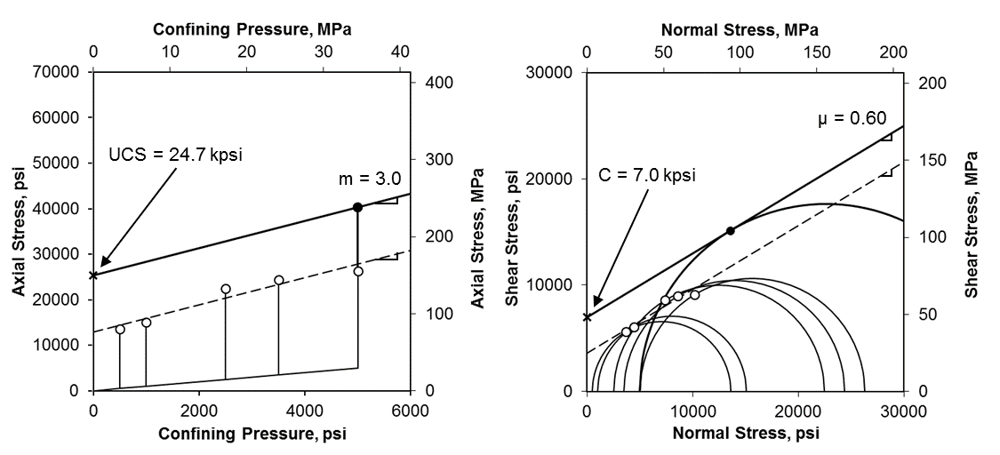 Confining Pressure, MPa
0 10 20 30 40
70000
60000
50000
40000
30000
20000
10000
0
Axial Stress, psi
400
300
200
100
0
Axial Stress, MPa
UCS = 24.7 kpsi
m = 3.0
0 2000 4000 6000
Confining Pressure, psi
Normal Stress, MPa
0 50 100 150 200
30000
20000
10000
0
Shear Stress, psi
200
150
100
50
0
Shear Stress, MPa
μ = 0.60
C = 7.0 kpsi
0 10000 20000 30000
Normal Stress, psi